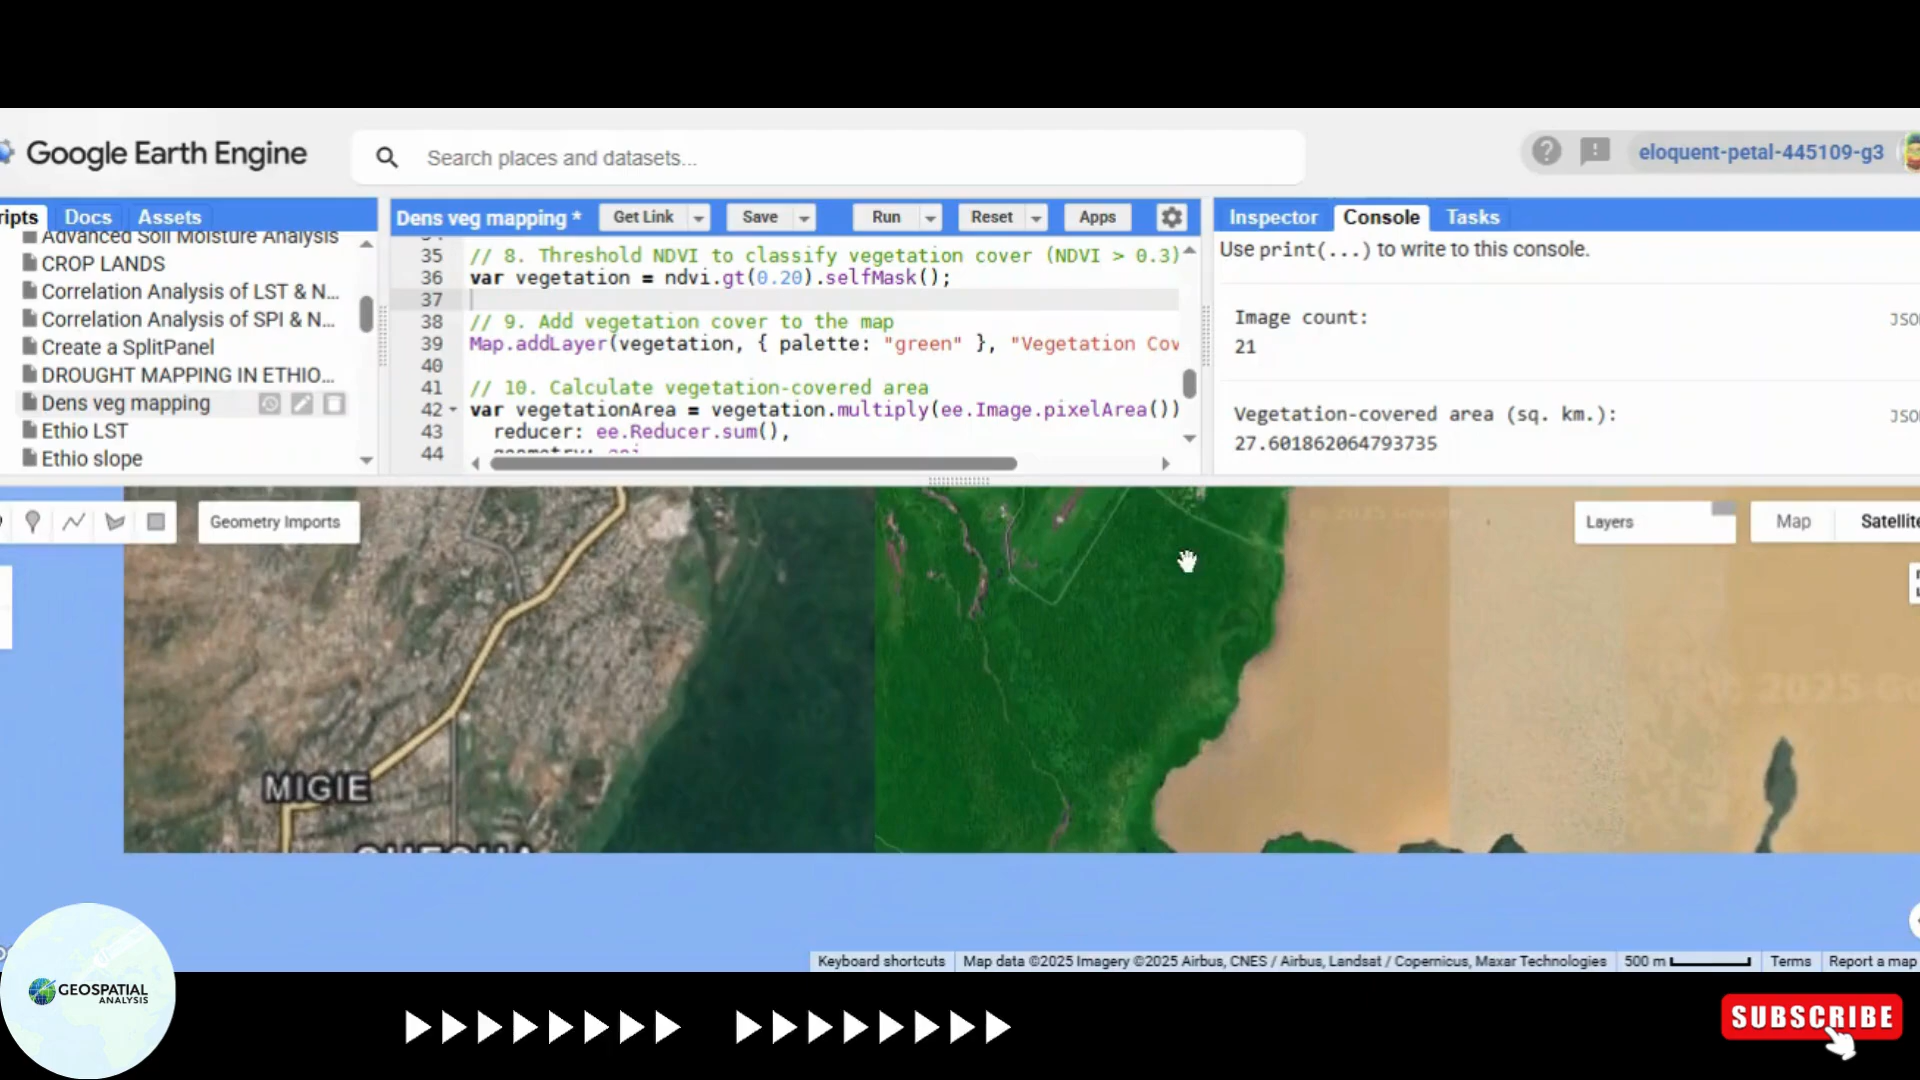 Google Earth Engine
Search places and datasets...
eloquent-petal-445109-g3
ripts Docs Assets
Advanced Soil Moisture Analysis
CROP LANDS
Correlation Analysis of LST & N...
Correlation Analysis of SPI & N...
Create a SplitPanel
DROUGHT MAPPING IN ETHIO...
Dens veg mapping
Ethio LST
Ethio slope
Dens veg mapping * Get Link Save Run Reset Apps
35 // 8. Threshold NDVI to classify vegetation cover (NDVI > 0.3)
36 var vegetation = ndvi.gt(0.20).selfMask();
37
38 // 9. Add vegetation cover to the map
39 Map.addLayer(vegetation, { palette: "green" }, "Vegetation Cov
40
41 // 10. Calculate vegetation-covered area
42 var vegetationArea = vegetation.multiply(ee.Image.pixelArea())
43 reducer: ee.Reducer.sum(),
44
Inspector Console Tasks
Use print(...) to write to this console.
Image count: JSO
21
Vegetation-covered area (sq. km.): JSO
27.601862064793735
Geometry Imports
Layers
Map Satellite
MIGIE
Keyboard shortcuts Map data ©2025 Imagery ©2025 Airbus, CNES / Airbus, Landsat / Copernicus, Maxar Technologies 500 m Terms Report a map
GEOSPATIAL
ANALYSIS
SUBSCRIBE